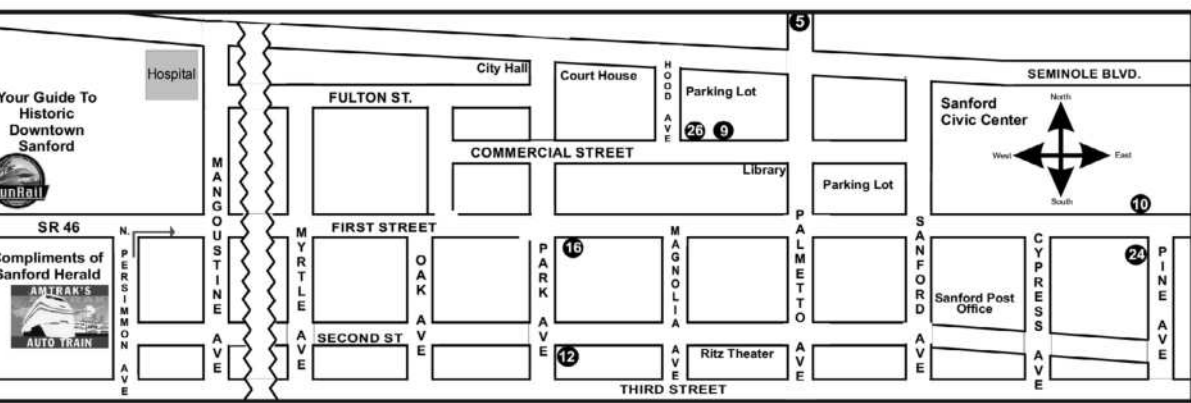 5
Hospital
City Hall
Court House
HOOD AVE
Parking Lot
SEMINOLE BLVD.
Your Guide To
Historic
Downtown
Sanford
FULTON ST.
26
9
Sanford
Civic Center
North
West
East
South
COMMERCIAL STREET
Library
Parking Lot
10
SunRail
SR 46
FIRST STREET
N. PERSIMMON AVE
MANGOUSTINE AVE
MYRTLE AVE
OAK AVE
PARK AVE
MAGNOLIA AVE
PALMETTO AVE
SANFORD AVE
CYPRESS AVE
PINE AVE
16
24
Compliments of
Sanford Herald
AMTRAK'S
AUTO TRAIN
Sanford Post
Office
SECOND ST
12
Ritz Theater
THIRD STREET